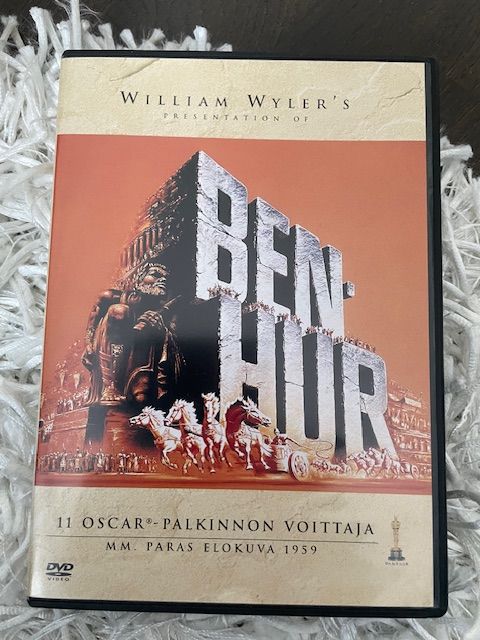 WILLIAM WYLER'S
PRESENTATION OF
BEN-
HUR
11 OSCAR®-PALKINNON VOITTAJA
MM. PARAS ELOKUVA 1959
DVD
VIDEO